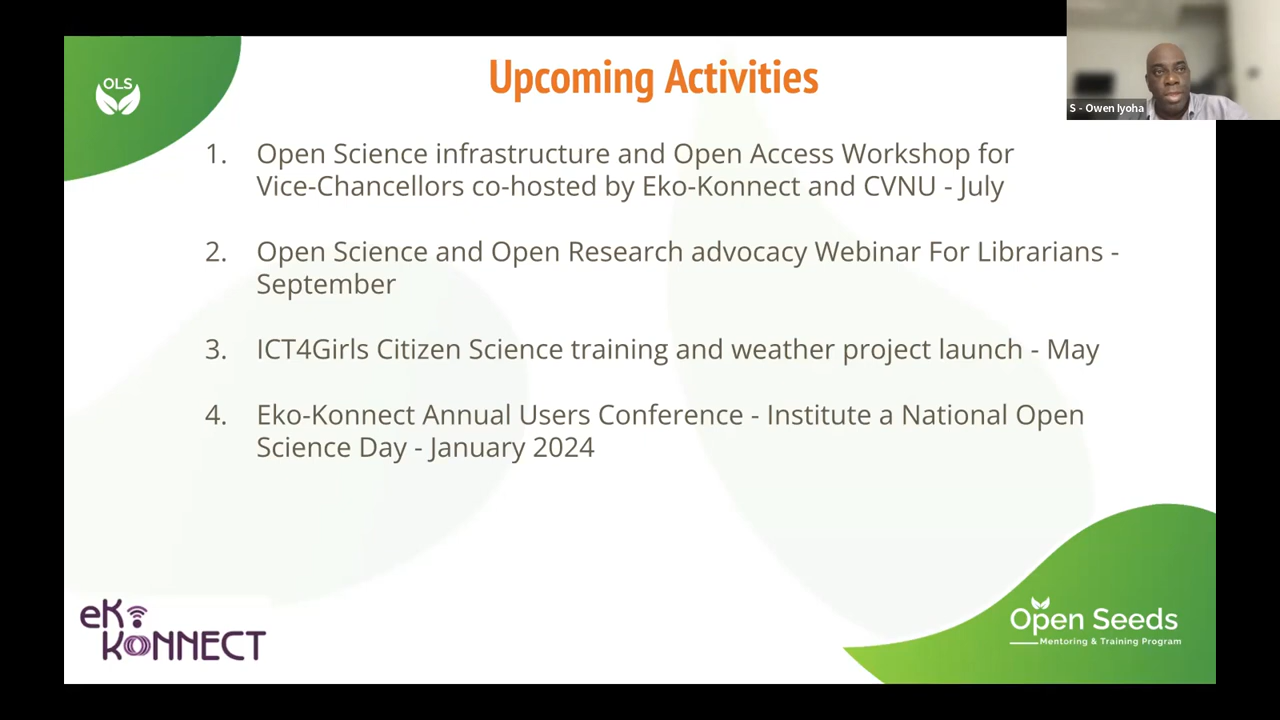 OLS
Upcoming Activities
S - Owen Iyoha
1. Open Science infrastructure and Open Access Workshop for
Vice-Chancellors co-hosted by Eko-Konnect and CVNU - July
2. Open Science and Open Research advocacy Webinar For Librarians -
September
3. ICT4Girls Citizen Science training and weather project launch - May
4. Eko-Konnect Annual Users Conference - Institute a National Open
Science Day - January 2024
eKo
KONNECT
Open Seeds
Mentoring & Training Program